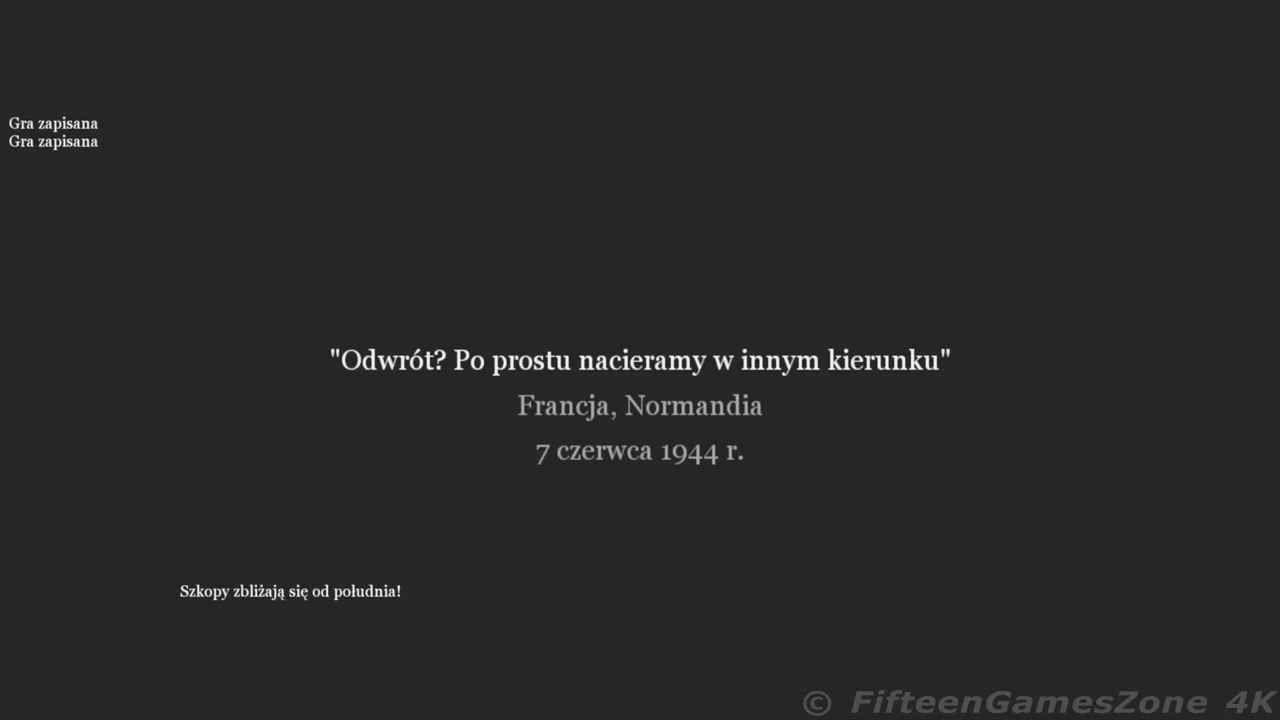 Gra zapisana
Gra zapisana
"Odwrót? Po prostu nacieramy w innym kierunku"
Francja, Normandia
7 czerwca 1944 r.
Szkopy zbliżają się od południa!
© FifteenGamesZone 4K